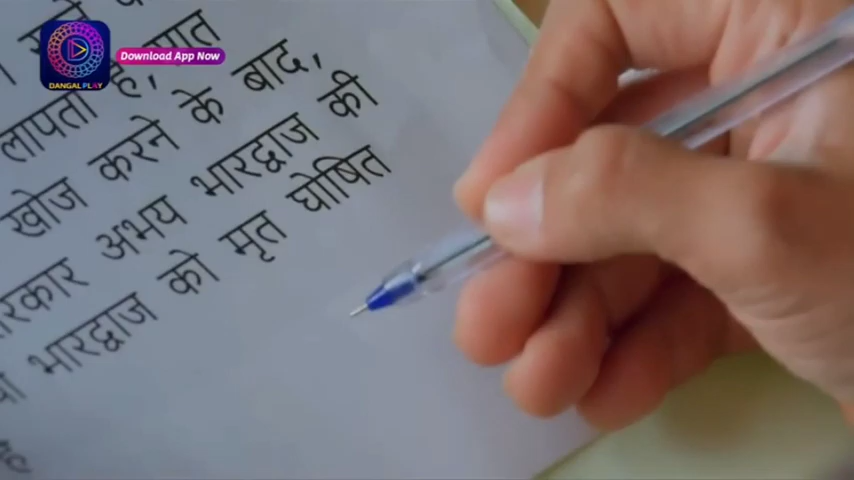 DANGAL PLAY
Download App Now
लापता है, सात
खोज करने के बाद,
अभय भारद्वाज की
भारद्वाज को मृत घोषित